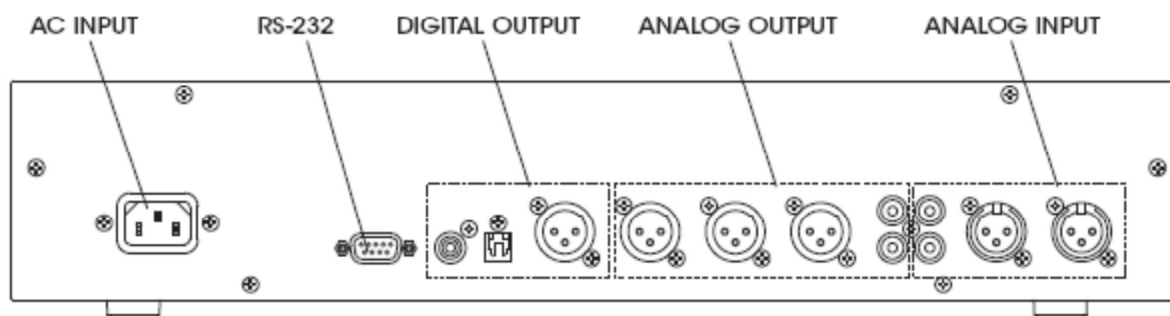 AC INPUT
RS-232
DIGITAL OUTPUT
ANALOG OUTPUT
ANALOG INPUT